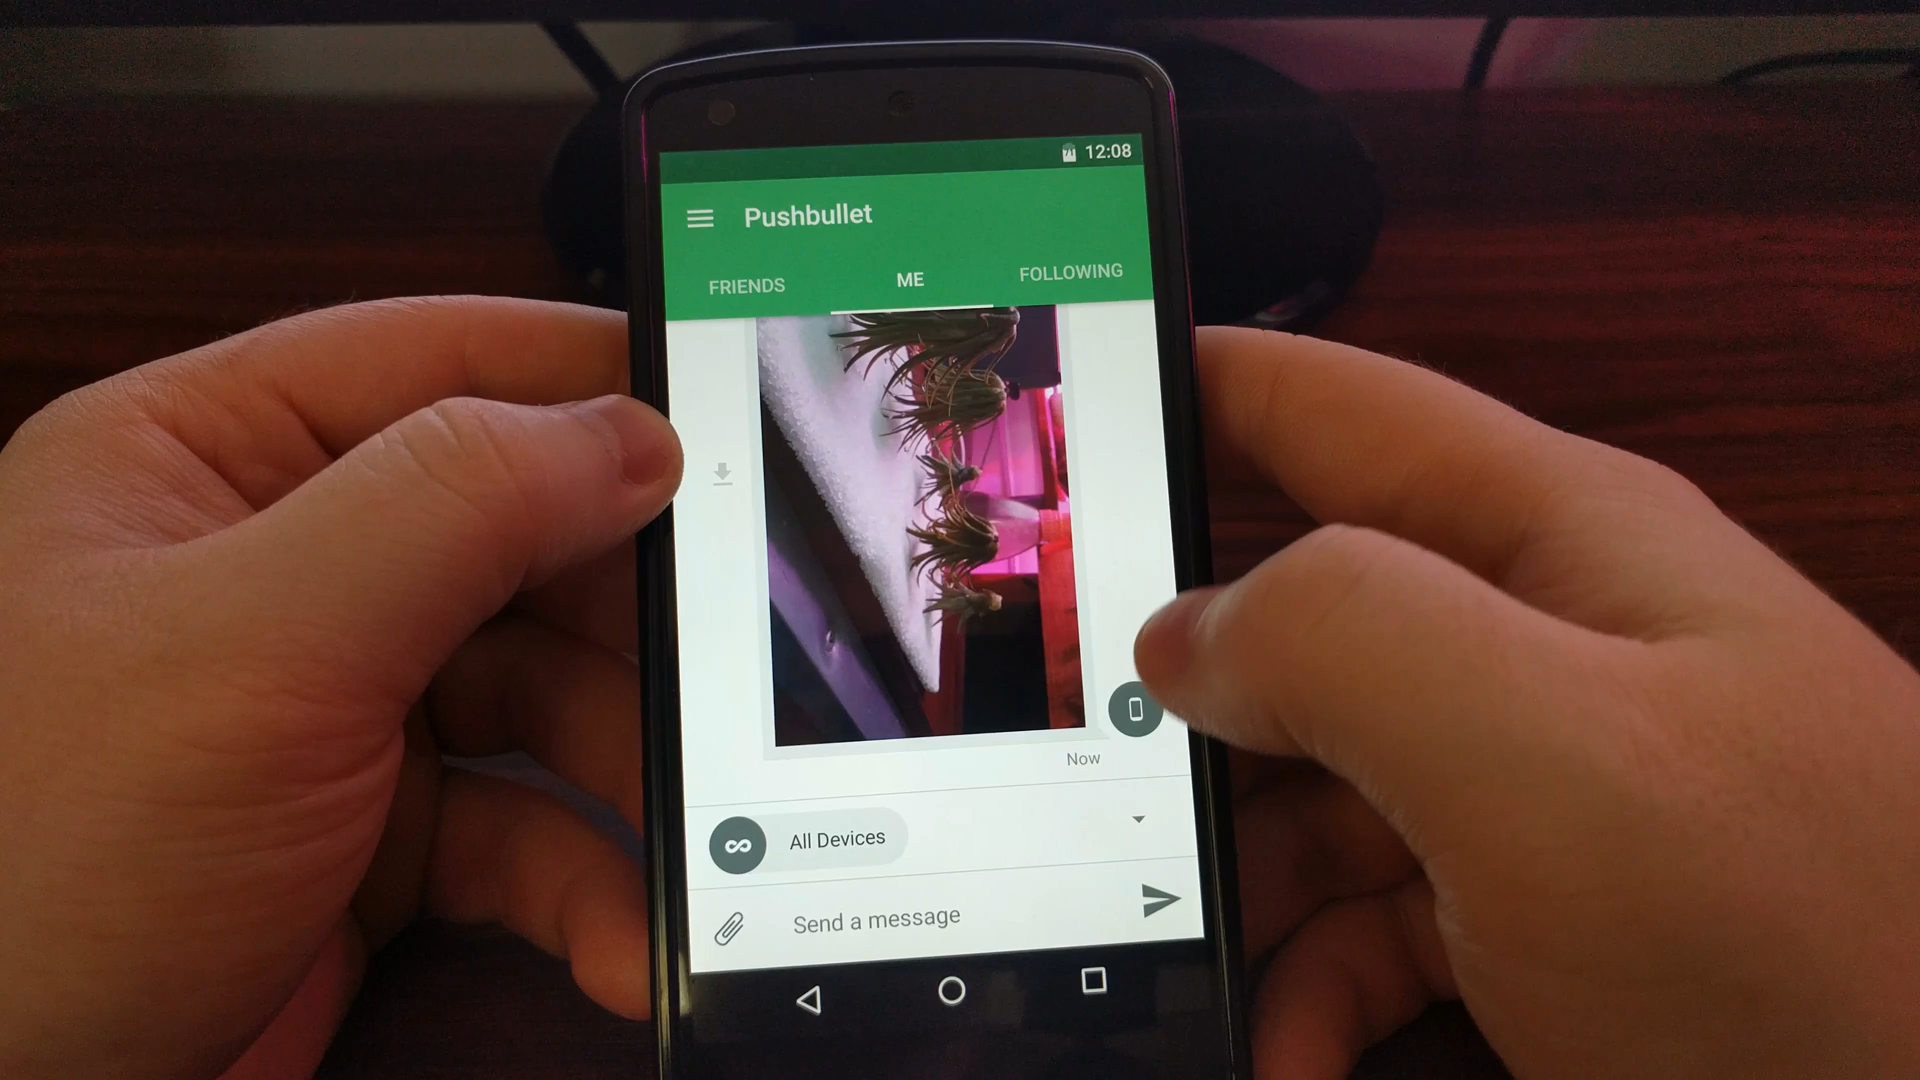 12:08
Pushbullet
FRIENDS ME FOLLOWING
Now
All Devices
Send a message